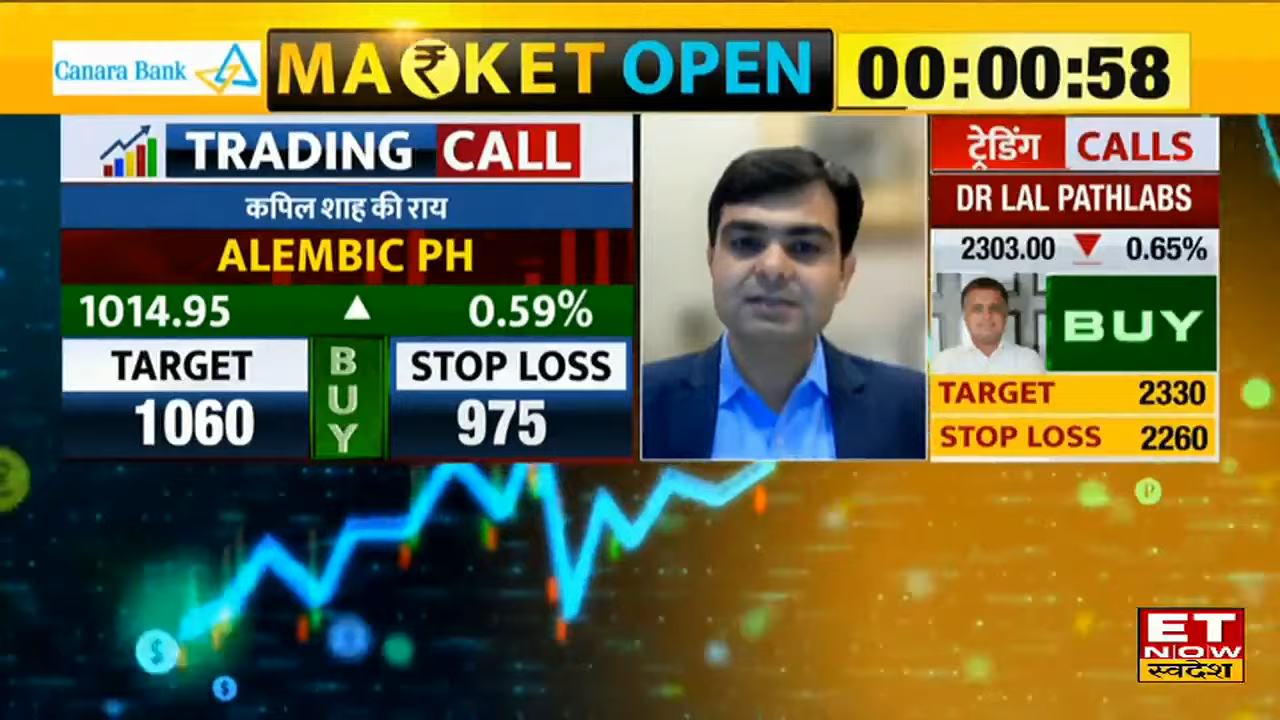 Canara Bank
MA₹KET OPEN
00:00:58
TRADING CALL
कपिल शाह की राय
ALEMBIC PH
1014.95 ▲ 0.59%
TARGET
1060
BUY
STOP LOSS
975
ट्रेडिंग CALLS
DR LAL PATHLABS
2303.00 ▼ 0.65%
BUY
TARGET 2330
STOP LOSS 2260
$
$
P
ET
NOW
स्वदेश